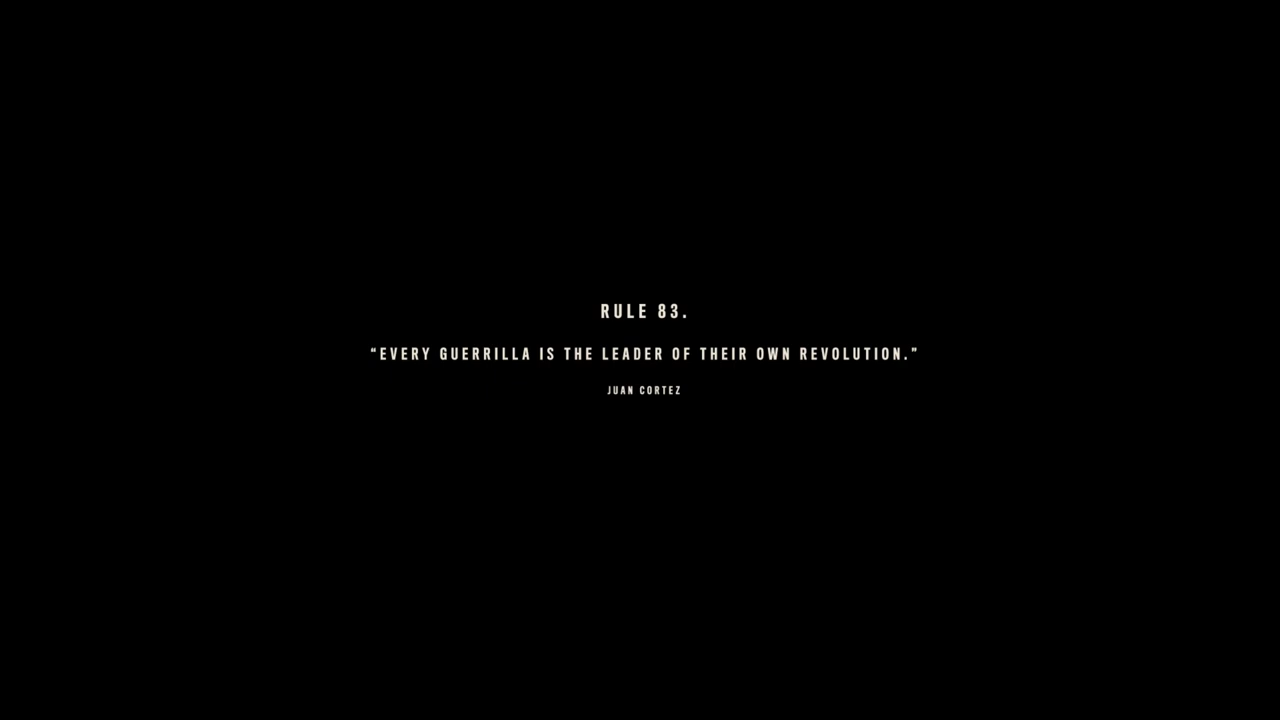 RULE 83.
“EVERY GUERRILLA IS THE LEADER OF THEIR OWN REVOLUTION.”
JUAN CORTEZ